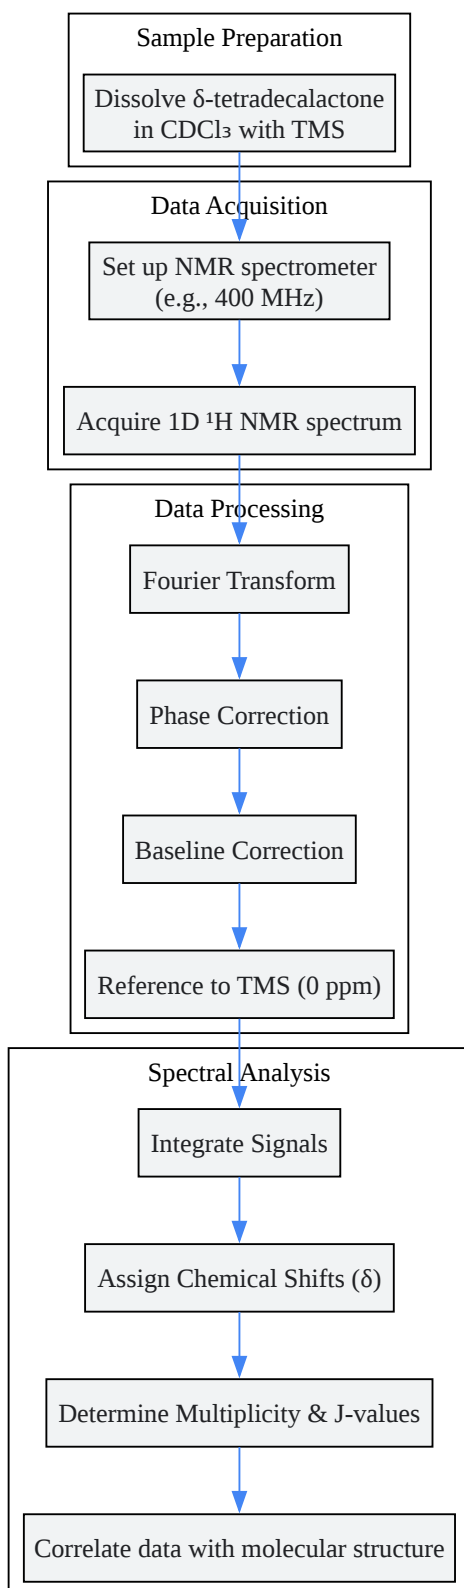 Sample Preparation
Dissolve δ-tetradecalactone
in CDCl₃ with TMS
Data Acquisition
Set up NMR spectrometer
(e.g., 400 MHz)
Acquire 1D ¹H NMR spectrum
Data Processing
Fourier Transform
Phase Correction
Baseline Correction
Reference to TMS (0 ppm)
Spectral Analysis
Integrate Signals
Assign Chemical Shifts (δ)
Determine Multiplicity & J-values
Correlate data with molecular structure